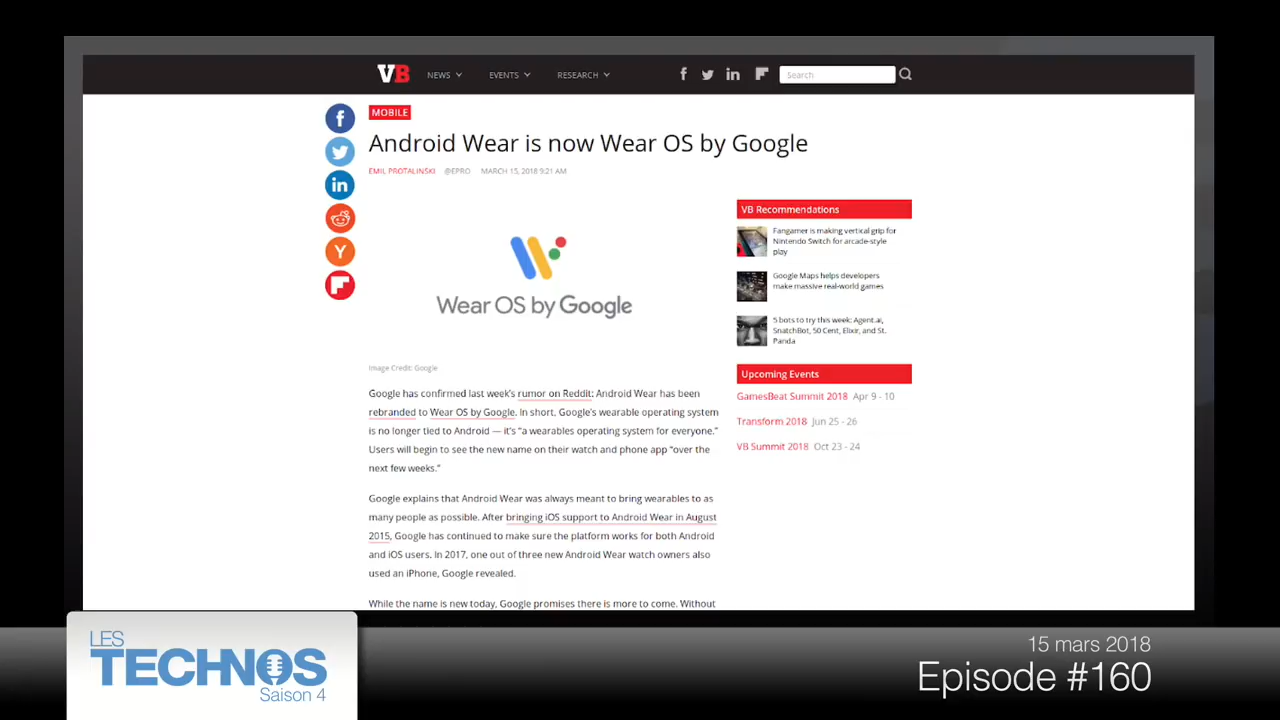 VB
NEWS
EVENTS
RESEARCH
Search
MOBILE
Android Wear is now Wear OS by Google
EMIL PROTALINSKI @EPRO MARCH 15, 2018 9:21 AM
Wear OS by Google
Image Credit: Google
Google has confirmed last week's rumor on Reddit: Android Wear has been
rebranded to Wear OS by Google. In short, Google's wearable operating system
is no longer tied to Android — it's "a wearables operating system for everyone."
Users will begin to see the new name on their watch and phone app "over the
next few weeks."
Google explains that Android Wear was always meant to bring wearables to as
many people as possible. After bringing iOS support to Android Wear in August
2015, Google has continued to make sure the platform works for both Android
and iOS users. In 2017, one out of three new Android Wear watch owners also
used an iPhone, Google revealed.
While the name is new today, Google promises there is more to come. Without
VB Recommendations
Fangamer is making vertical grip for
Nintendo Switch for arcade-style
play
Google Maps helps developers
make massive real-world games
5 bots to try this week: Agent.ai,
SnatchBot, 50 Cent, Elixir, and St.
Panda
Upcoming Events
GamesBeat Summit 2018 Apr 9 - 10
Transform 2018 Jun 25 - 26
VB Summit 2018 Oct 23 - 24
LES
TECHNOS
Saison 4
15 mars 2018
Episode #160